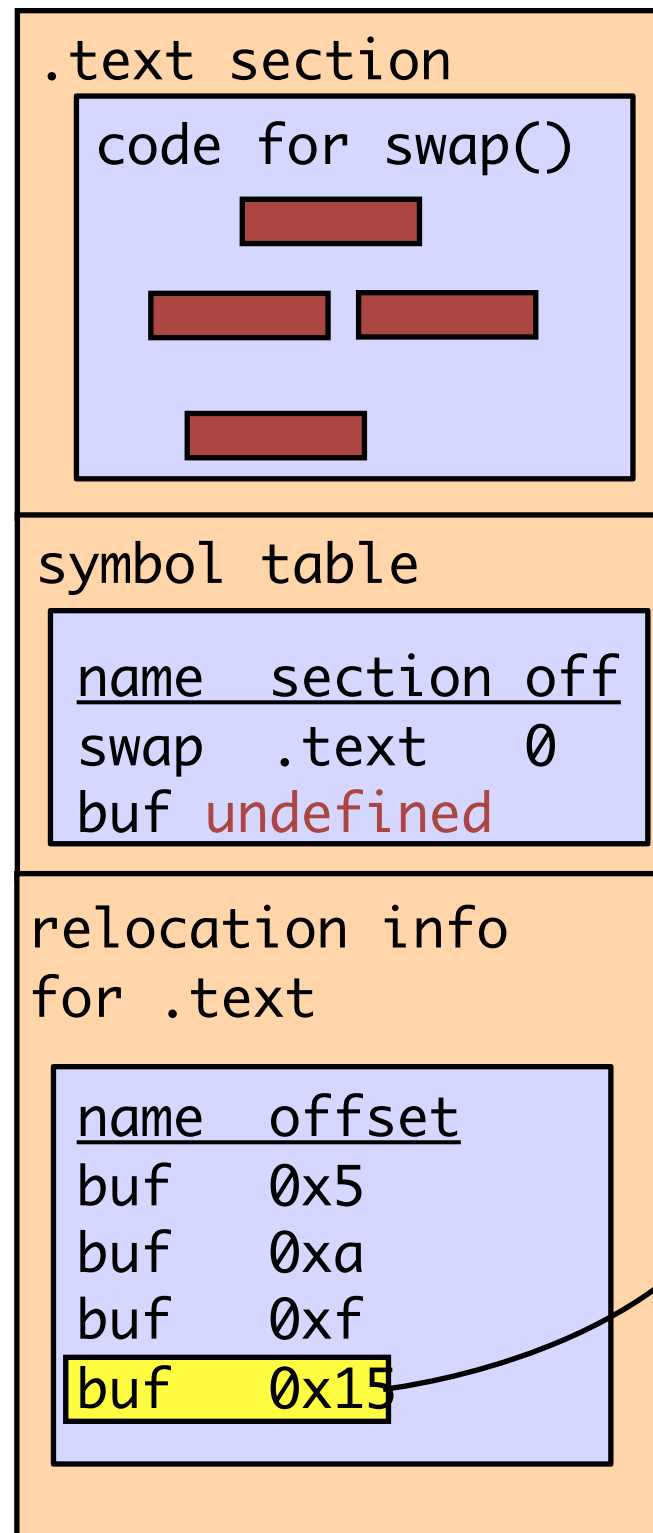 .text section
code for swap()
symbol table
name section off
swap .text 0
buf undefined
relocation info
for .text
name offset
buf 0x5
buf 0xa
buf 0xf
buf 0x15